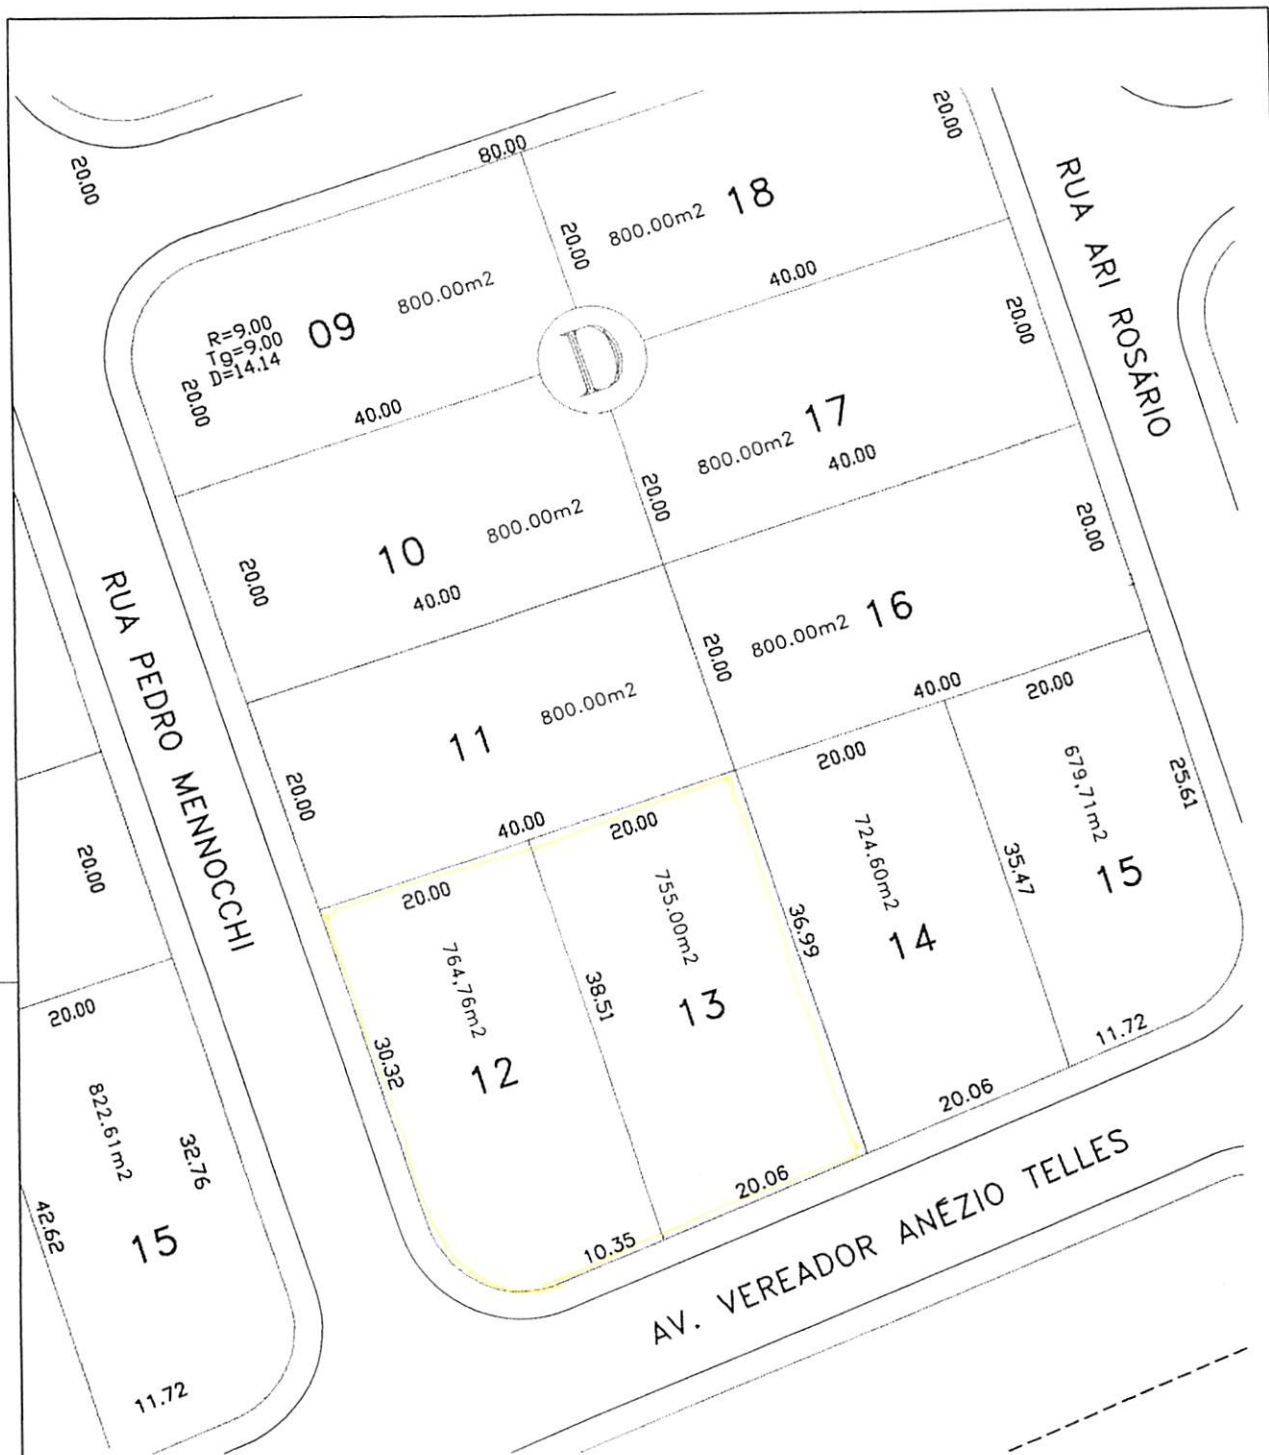 20.00
80.00
20.00
RUA ARI ROSÁRIO
20.00
800.00m2 18
40.00
R=9.00
Tg=9.00
D=14.14
09
800.00m2
20.00
40.00
D
20.00
800.00m2 17
40.00
20.00
10
800.00m2
20.00
40.00
20.00
RUA PEDRO MENNOCCHI
800.00m2 16
20.00
40.00
20.00
11
800.00m2
20.00
40.00
20.00
20.00
20.00
764,76m2
12
30.32
38.51
755.00m2
13
36.99
724.60m2
14
35.47
679,71m2
15
25.61
10.35
20.06
20.06
11.72
AV. VEREADOR ANÉZIO TELLES
20.00
20.00
822.61m2
32.76
42.62
15
11.72